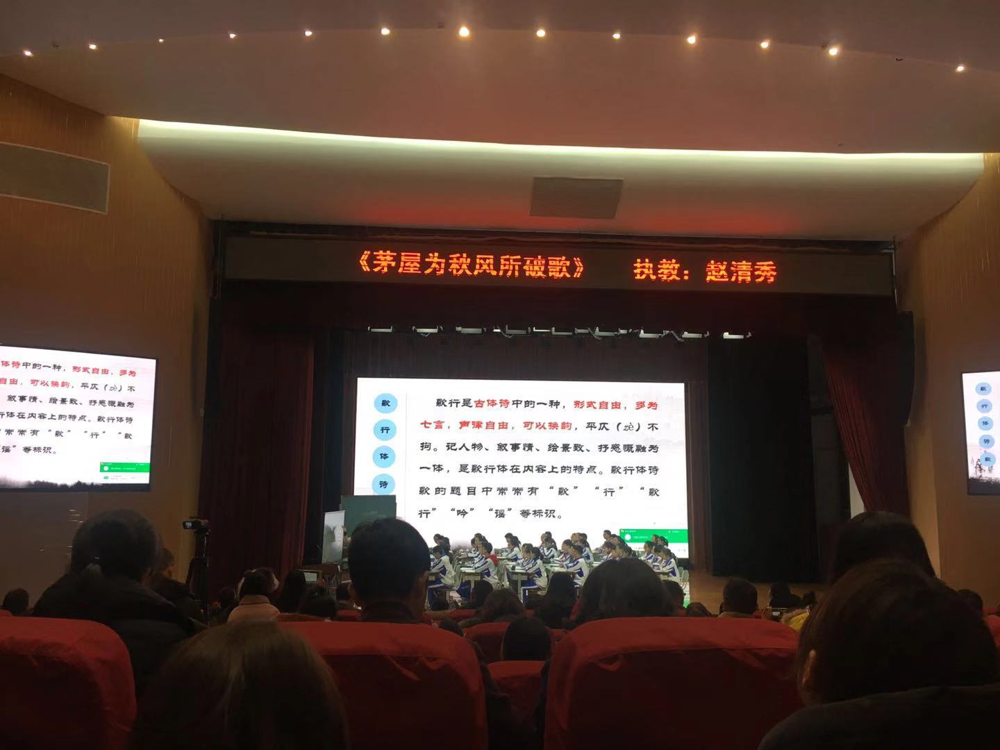 《茅屋为秋风所破歌》 执教：赵清秀
体诗中的一种，形式自由，多为
自由，可以换韵，平仄（zè）不
叙事情、绘景致、抒感慨融为
行体在内容上的特点。歌行体诗
常常有“歌”“行”“歌
“谣”等标识。
歌
行
体
诗
歌行是古体诗中的一种，形式自由，多为
七言，声律自由，可以换韵，平仄（zè）不
拘。记人物、叙事情、绘景致、抒感慨融为
一体，是歌行体在内容上的特点。歌行体诗
歌的题目中常常有“歌”“行”“歌
行”“吟”“谣”等标识。
歌
行
体
诗
歌